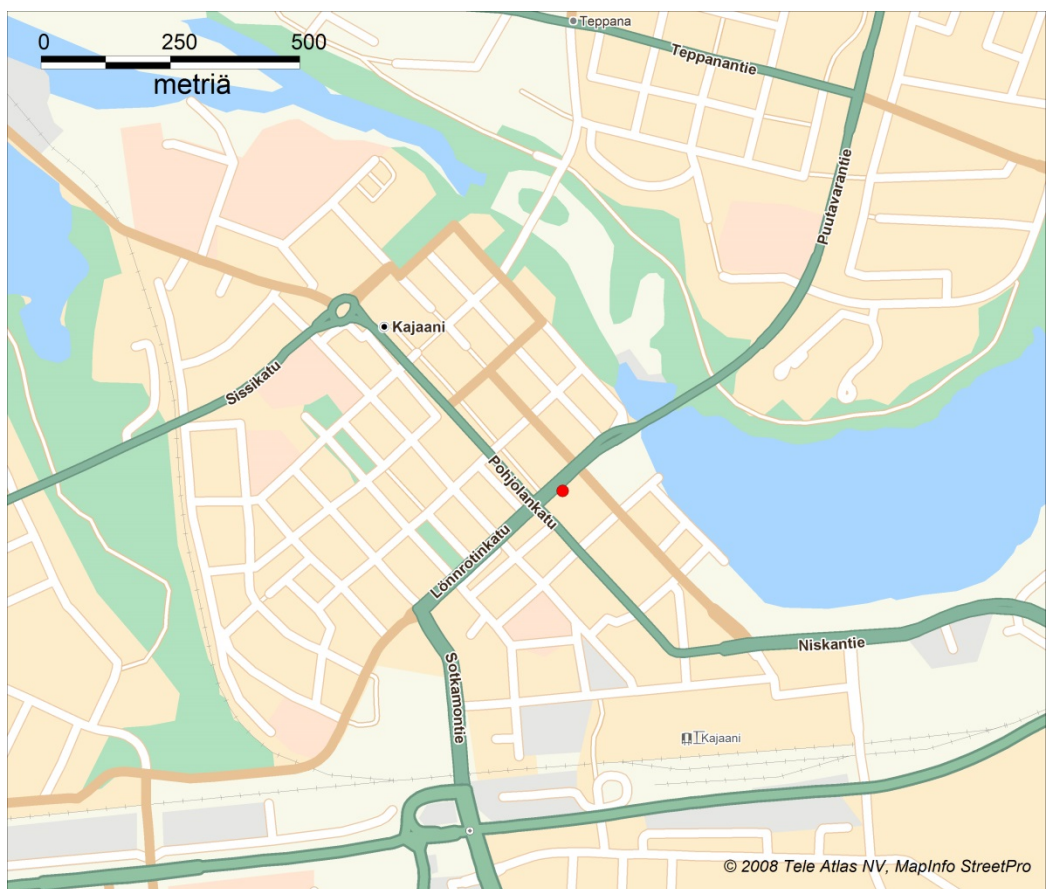 0 250 500
metriä
Teppana
Teppanantie
Puutavarantie
Kajaani
Sissikatu
Pohjolankatu
Lönnrotinkatu
Sotkamontie
Niskantie
Kajaani
© 2008 Tele Atlas NV, MapInfo StreetPro